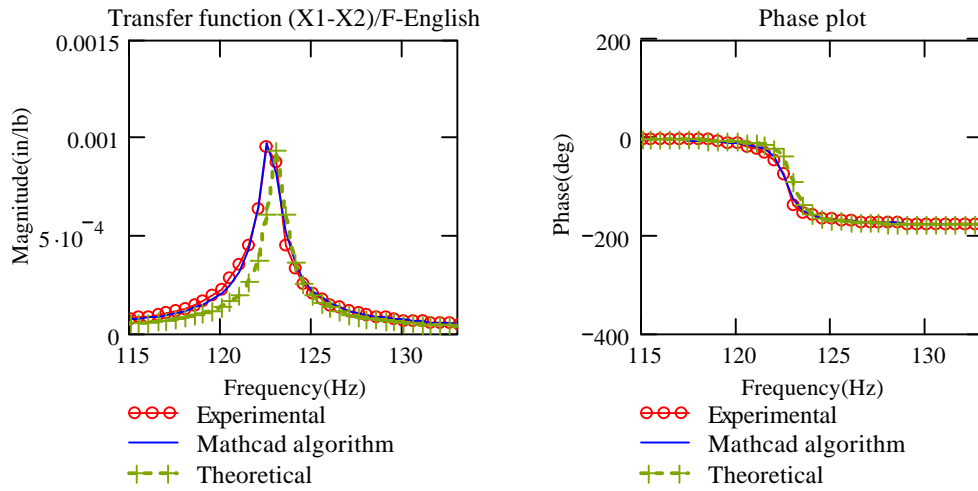 Transfer function (X1-X2)/F-English
0.0015
0.001
5·10⁻⁴
0
Magnitude(in/lb)
115 120 125 130
Frequency(Hz)
Experimental
Mathcad algorithm
Theoretical
Phase plot
200
0
−200
−400
Phase(deg)
115 120 125 130
Frequency(Hz)
Experimental
Mathcad algorithm
Theoretical